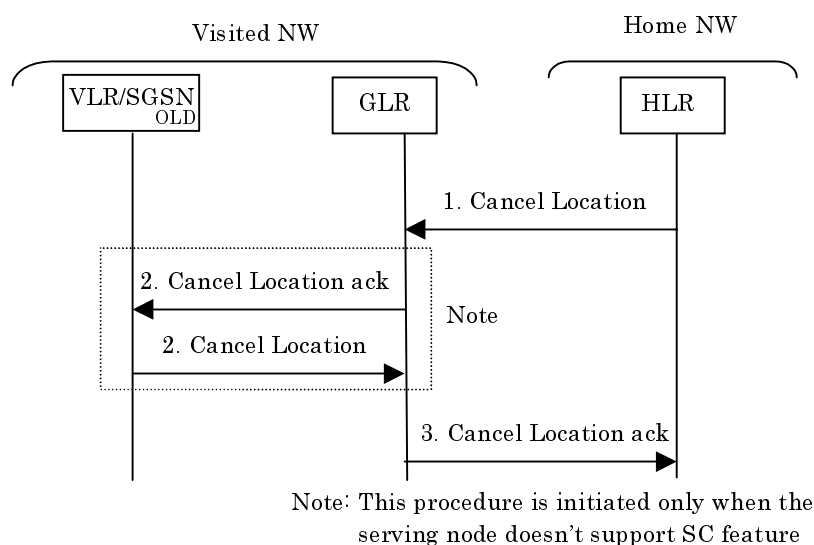 Visited NW
Home NW
VLR/SGSN
OLD
GLR
HLR
1. Cancel Location
2. Cancel Location ack
Note
2. Cancel Location
3. Cancel Location ack
Note: This procedure is initiated only when the
serving node doesn't support SC feature